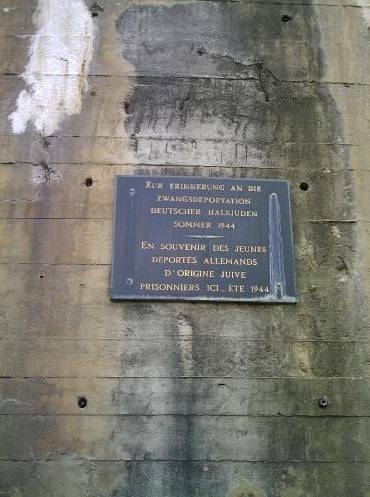 Zur erinnerung an die
zwangsdeportation
deutscher halbjuden
sommer 1944
En souvenir des jeunes
déportés allemands
d'origine juive
prisonniers ici_ été 1944